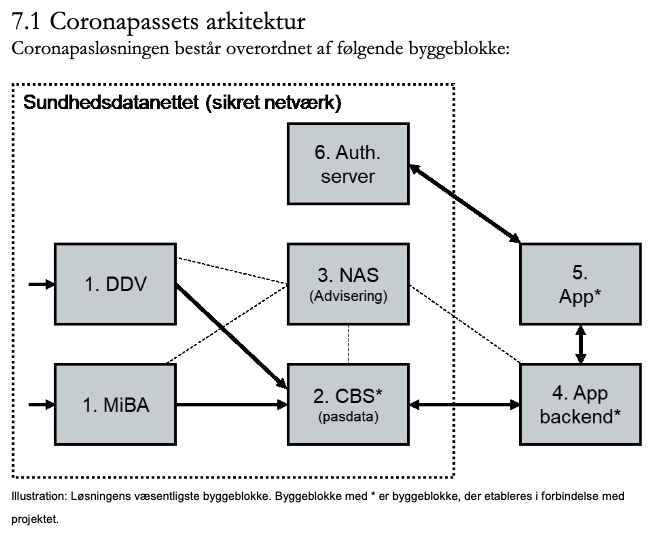 7.1 Coronapassets arkitektur
Coronapasløsningen består overordnet af følgende byggeblokke:
Sundhedsdatanettet (sikret netværk)
6. Auth.
server
1. DDV
3. NAS
(Advisering)
5.
App*
1. MiBA
2. CBS*
(pasdata)
4. App
backend*
Illustration: Løsningens væsentligste byggeblokke. Byggeblokke med * er byggeblokke, der etableres i forbindelse med
projektet.